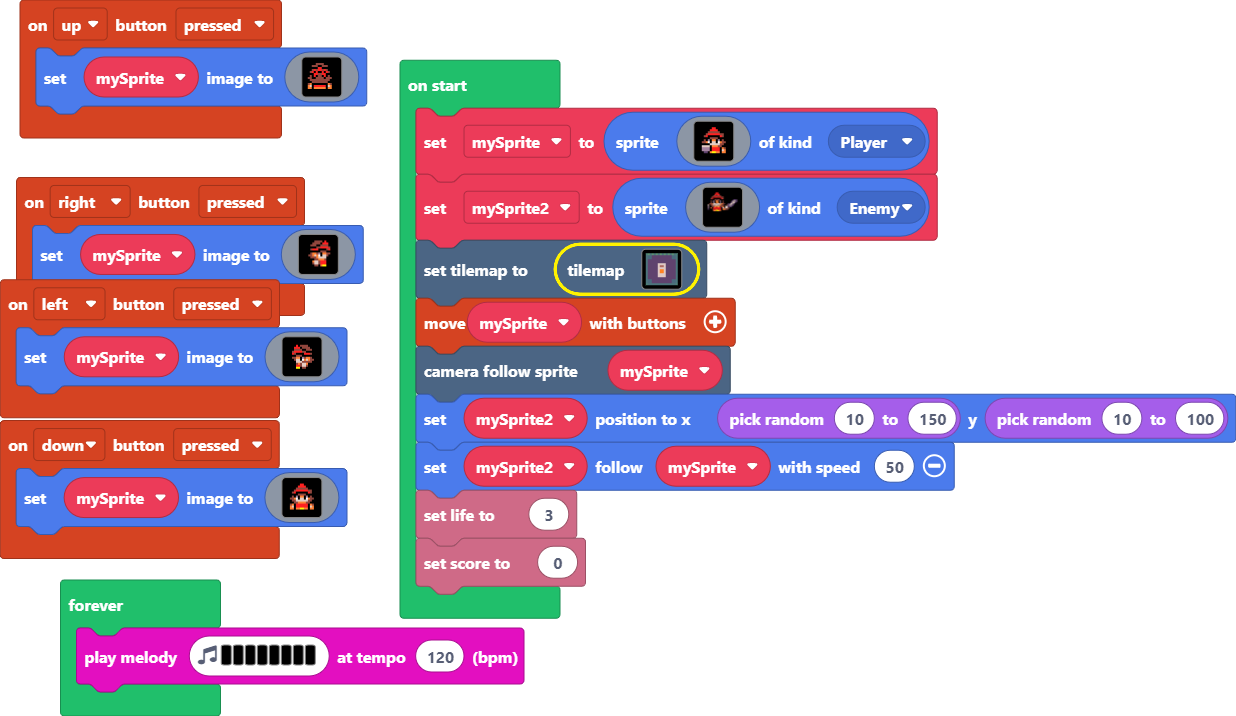 on up button pressed
set mySprite image to
on right button pressed
set mySprite image to
on left button pressed
set mySprite image to
on down button pressed
set mySprite image to
forever
play melody at tempo 120 (bpm)
on start
set mySprite to sprite of kind Player
set mySprite2 to sprite of kind Enemy
set tilemap to tilemap
move mySprite with buttons
camera follow sprite mySprite
set mySprite2 position to x pick random 10 to 150 y pick random 10 to 100
set mySprite2 follow mySprite with speed 50
set life to 3
set score to 0